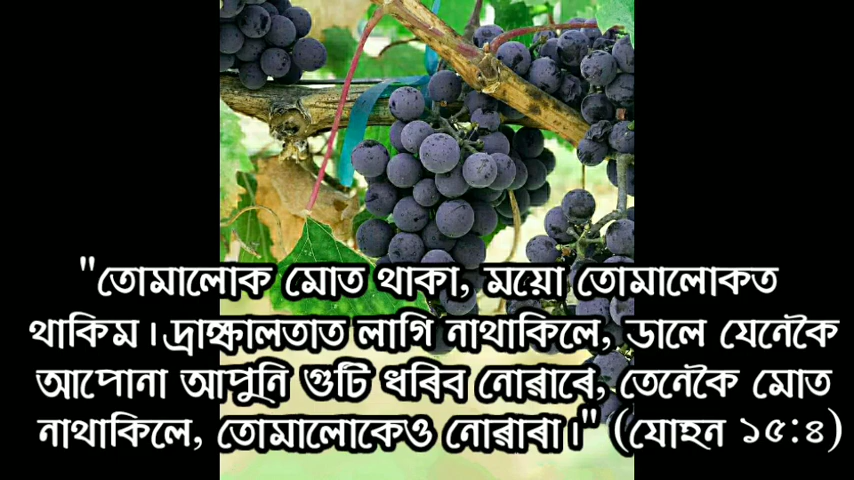 "তোমালোক মোত থাকা, ময়ো তোমালোকত
থাকিম। দ্ৰাক্ষালতাত লাগি নাথাকিলে, ডালে যেনেকৈ
আপোনা আপুনি গুটি ধৰিব নোৱাৰে, তেনেকৈ মোত
নাথাকিলে, তোমালোকেও নোৱাৰা।" (যোহন ১৫:৪)